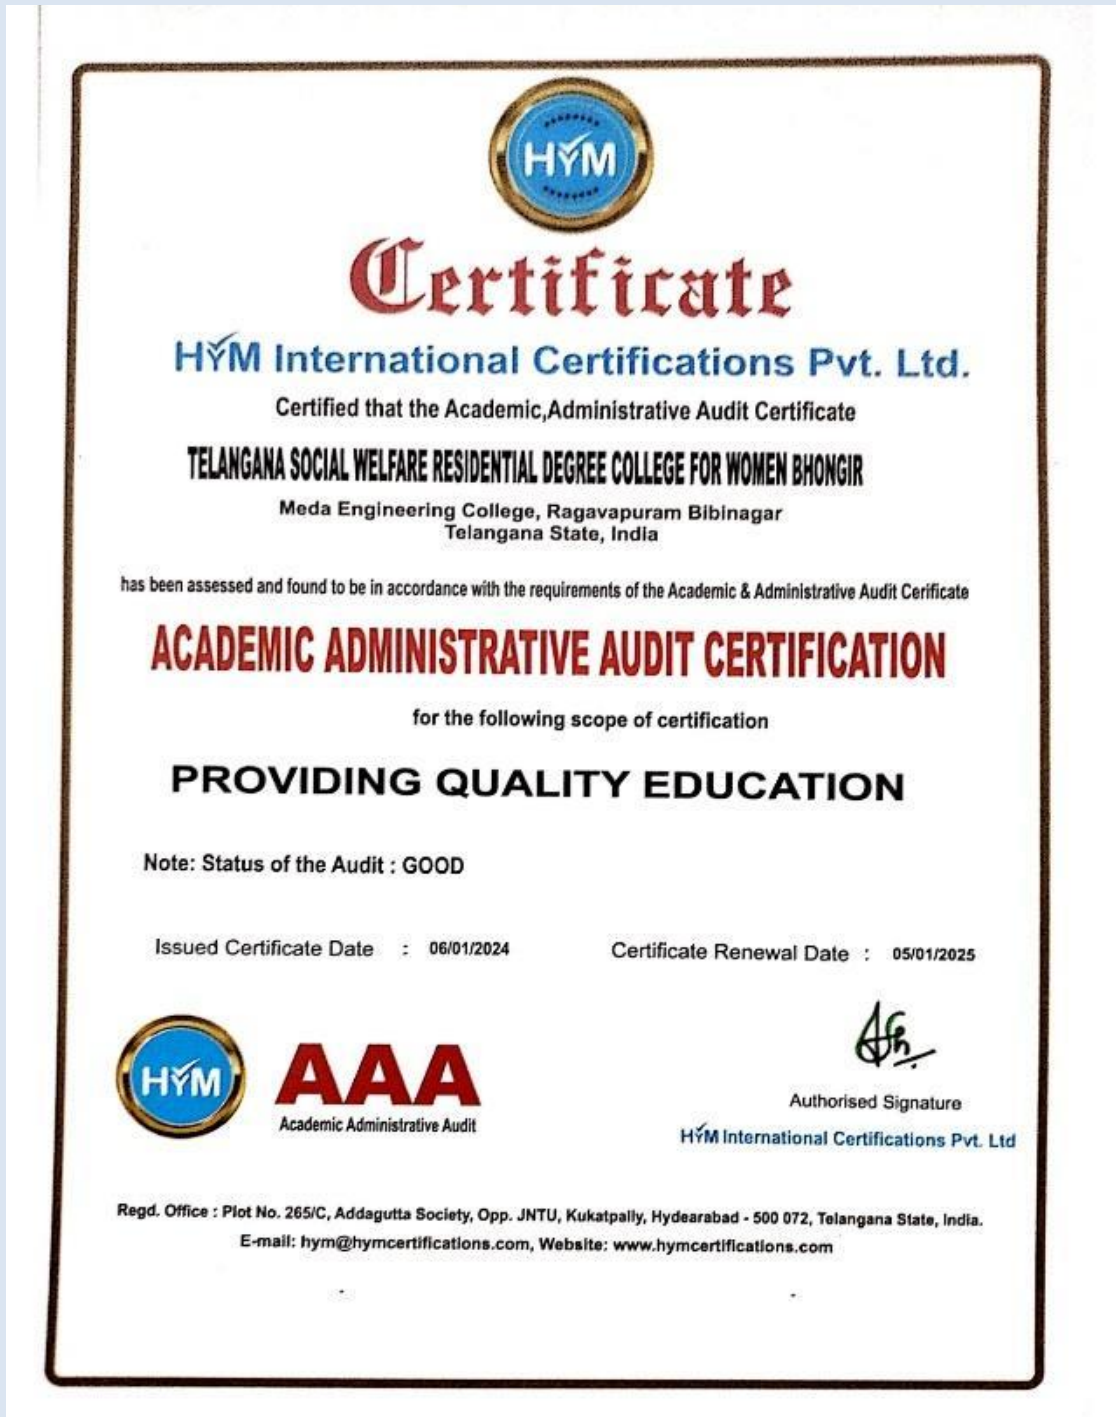 HYM
Certificate
HYM International Certifications Pvt. Ltd.
Certified that the Academic,Administrative Audit Certificate
TELANGANA SOCIAL WELFARE RESIDENTIAL DEGREE COLLEGE FOR WOMEN BHONGIR
Meda Engineering College, Ragavapuram Bibinagar
Telangana State, India
has been assessed and found to be in accordance with the requirements of the Academic & Administrative Audit Cerificate
ACADEMIC ADMINISTRATIVE AUDIT CERTIFICATION
for the following scope of certification
PROVIDING QUALITY EDUCATION
Note: Status of the Audit : GOOD
Issued Certificate Date : 06/01/2024 Certificate Renewal Date : 05/01/2025
HYM AAA
Academic Administrative Audit
Authorised Signature
HYM International Certifications Pvt. Ltd
Regd. Office : Plot No. 265/C, Addagutta Society, Opp. JNTU, Kukatpally, Hydearabad - 500 072, Telangana State, India.
E-mail: hym@hymcertifications.com, Website: www.hymcertifications.com